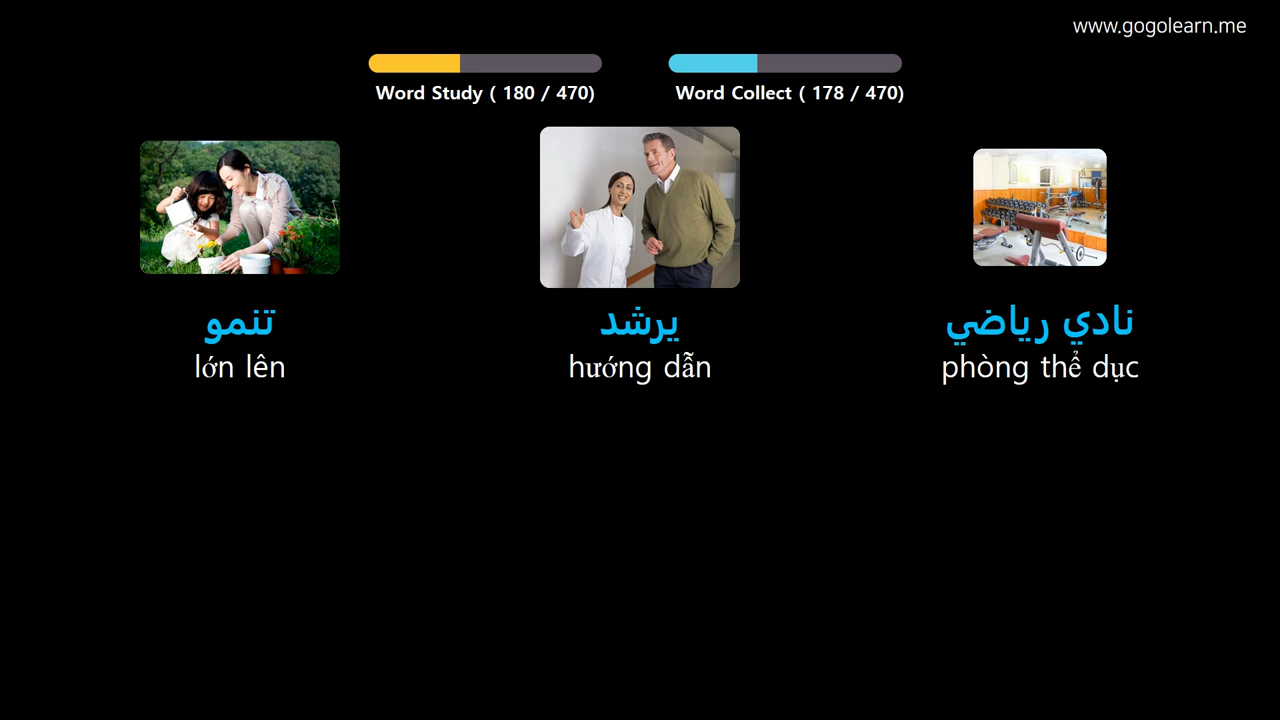 www.gogolearn.me
Word Study ( 180 / 470)
Word Collect ( 178 / 470)
تنمو
lớn lên
يرشد
hướng dẫn
نادي رياضي
phòng thể dục